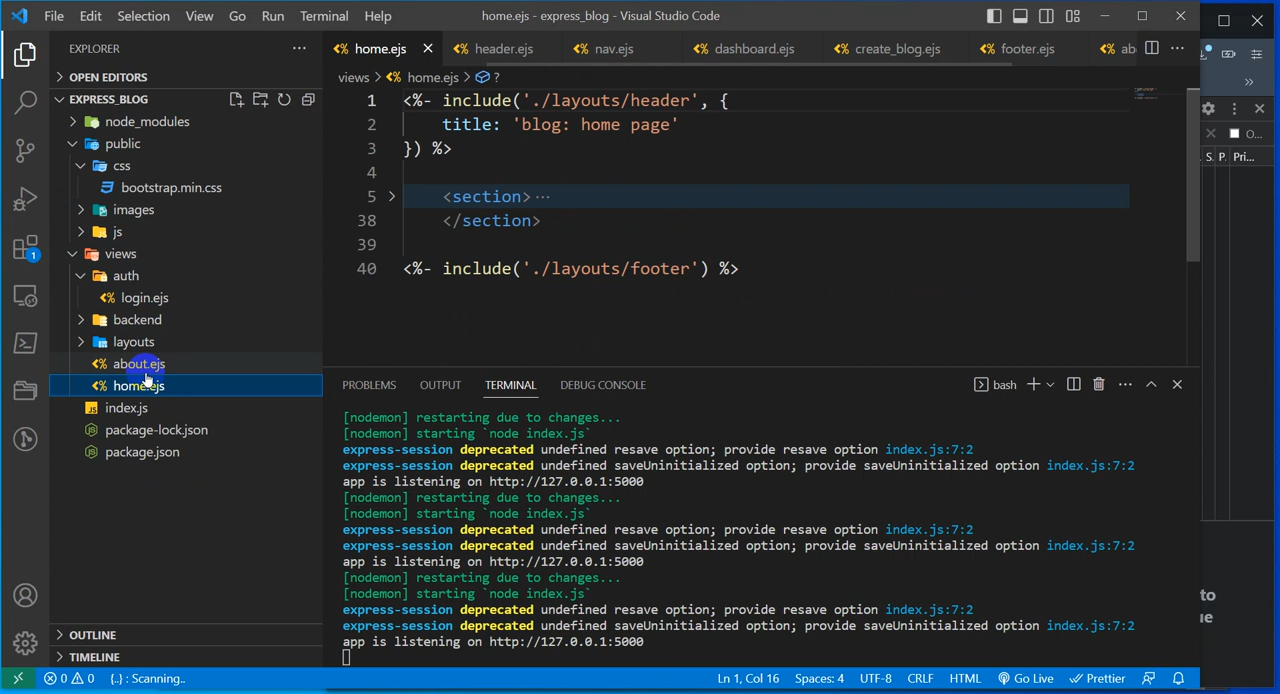 File Edit Selection View Go Run Terminal Help
home.ejs - express_blog - Visual Studio Code
EXPLORER
OPEN EDITORS
EXPRESS_BLOG
node_modules
public
css
bootstrap.min.css
images
js
views
auth
login.ejs
backend
layouts
about.ejs
home.ejs
index.js
package-lock.json
package.json
OUTLINE
TIMELINE
1
home.ejs header.ejs nav.ejs dashboard.ejs create_blog.ejs footer.ejs ab
views > home.ejs > ?
1 <%- include('./layouts/header', {
2 title: 'blog: home page'
3 }) %>
4
5 <section>···
38 </section>
39
40 <%- include('./layouts/footer') %>
PROBLEMS OUTPUT TERMINAL DEBUG CONSOLE
bash
[nodemon] restarting due to changes...
[nodemon] starting `node index.js`
express-session deprecated undefined resave option; provide resave option index.js:7:2
express-session deprecated undefined saveUninitialized option; provide saveUninitialized option index.js:7:2
app is listening on http://127.0.0.1:5000
[nodemon] restarting due to changes...
[nodemon] starting `node index.js`
express-session deprecated undefined resave option; provide resave option index.js:7:2
express-session deprecated undefined saveUninitialized option; provide saveUninitialized option index.js:7:2
app is listening on http://127.0.0.1:5000
[nodemon] restarting due to changes...
[nodemon] starting `node index.js`
express-session deprecated undefined resave option; provide resave option index.js:7:2
express-session deprecated undefined saveUninitialized option; provide saveUninitialized option index.js:7:2
app is listening on http://127.0.0.1:5000
0 0 {..} : Scanning.. Ln 1, Col 16 Spaces: 4 UTF-8 CRLF HTML Go Live Prettier
O...
S. P. Pri...
to